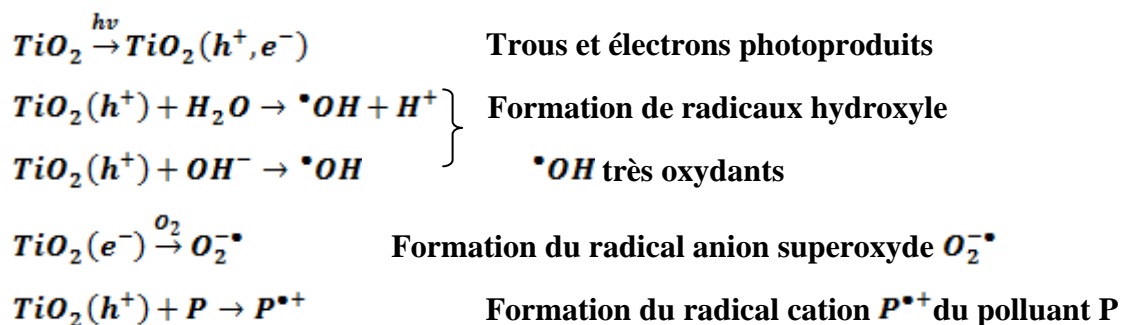 TiO₂ →^{hv} TiO₂(h⁺,e⁻) Trous et électrons photoproduits
TiO₂(h⁺) + H₂O → •OH + H⁺ } Formation de radicaux hydroxyle
TiO₂(h⁺) + OH⁻ → •OH •OH très oxydants
TiO₂(e⁻) →^{O₂} O₂⁻• Formation du radical anion superoxyde O₂⁻•
TiO₂(h⁺) + P → P•⁺ Formation du radical cation P•⁺ du polluant P